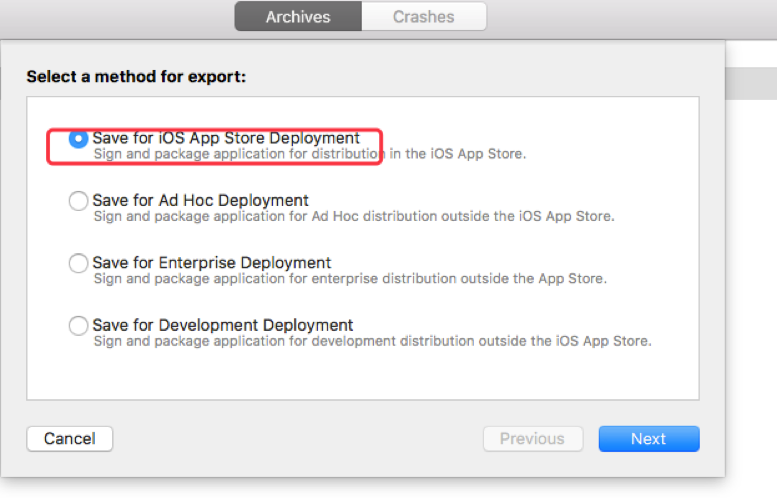 Archives
Crashes
Select a method for export:
Save for iOS App Store Deployment
Sign and package application for distribution in the iOS App Store.
Save for Ad Hoc Deployment
Sign and package application for Ad Hoc distribution outside the iOS App Store.
Save for Enterprise Deployment
Sign and package application for enterprise distribution outside the App Store.
Save for Development Deployment
Sign and package application for development distribution outside the iOS App Store.
Cancel
Previous
Next